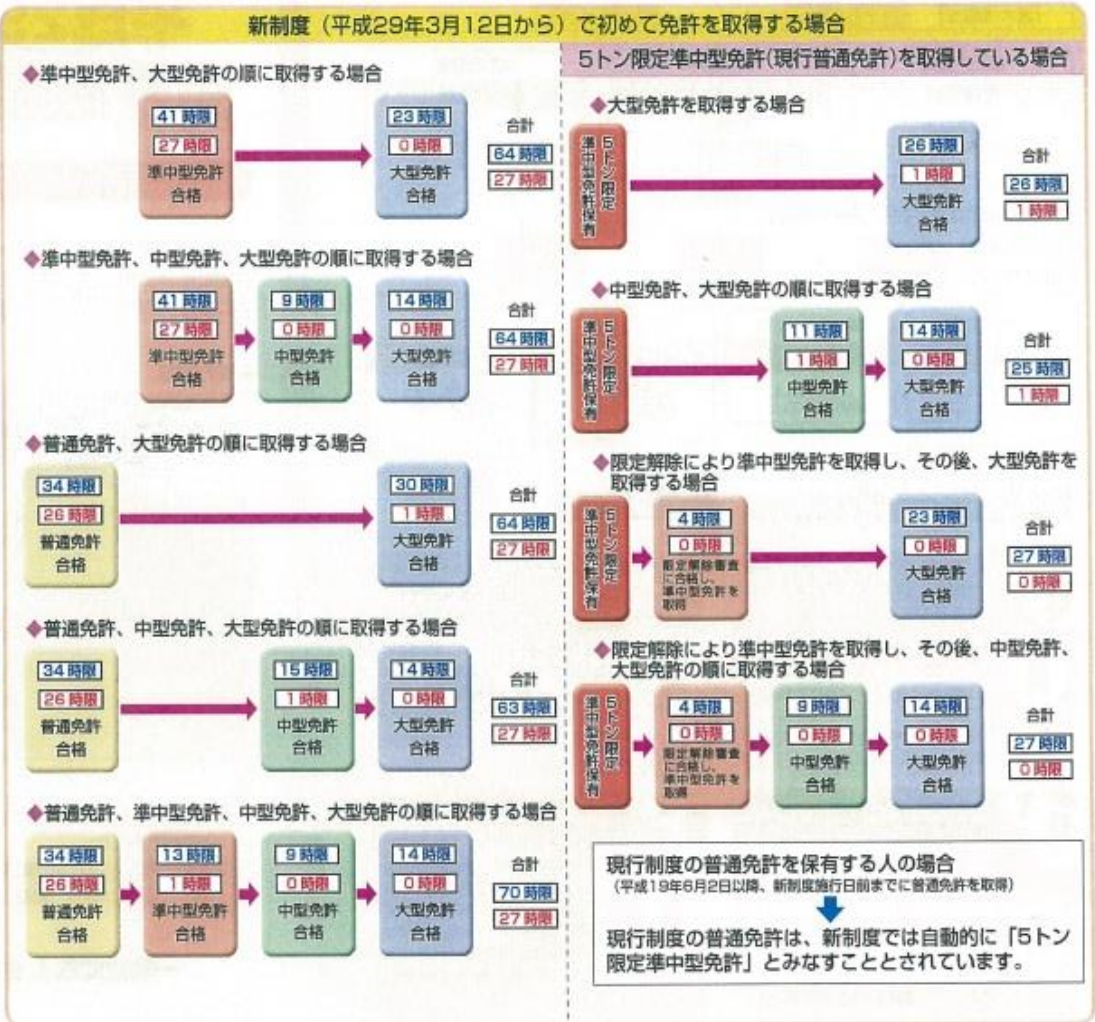 新制度（平成29年3月12日から）で初めて免許を取得する場合
◆準中型免許、大型免許の順に取得する場合
41時限
27時限
準中型免許
合格
23時限
0時限
大型免許
合格
合計
64時限
27時限
◆準中型免許、中型免許、大型免許の順に取得する場合
41時限
27時限
準中型免許
合格
9時限
0時限
中型免許
合格
14時限
0時限
大型免許
合格
合計
64時限
27時限
◆普通免許、大型免許の順に取得する場合
34時限
26時限
普通免許
合格
30時限
1時限
大型免許
合格
合計
64時限
27時限
◆普通免許、中型免許、大型免許の順に取得する場合
34時限
26時限
普通免許
合格
15時限
1時限
中型免許
合格
14時限
0時限
大型免許
合格
合計
63時限
27時限
◆普通免許、準中型免許、中型免許、大型免許の順に取得する場合
34時限
26時限
普通免許
合格
13時限
1時限
準中型免許
合格
9時限
0時限
中型免許
合格
14時限
0時限
大型免許
合格
合計
70時限
27時限
5トン限定準中型免許(現行普通免許)を取得している場合
◆大型免許を取得する場合
5トン限定
準中型免許保有
26時限
1時限
大型免許
合格
合計
26時限
1時限
◆中型免許、大型免許の順に取得する場合
5トン限定
準中型免許保有
11時限
1時限
中型免許
合格
14時限
0時限
大型免許
合格
合計
25時限
1時限
◆限定解除により準中型免許を取得し、その後、大型免許を
取得する場合
5トン限定
準中型免許保有
4時限
0時限
限定解除審査
に合格し、
準中型免許を
取得
23時限
0時限
大型免許
合格
合計
27時限
0時限
◆限定解除により準中型免許を取得し、その後、中型免許、
大型免許の順に取得する場合
5トン限定
準中型免許保有
4時限
0時限
限定解除審査
に合格し、
準中型免許を
取得
9時限
0時限
中型免許
合格
14時限
0時限
大型免許
合格
合計
27時限
0時限
現行制度の普通免許を保有する人の場合
（平成19年6月2日以降、新制度施行日前までに普通免許を取得）
現行制度の普通免許は、新制度では自動的に「5トン
限定準中型免許」とみなすこととされています。